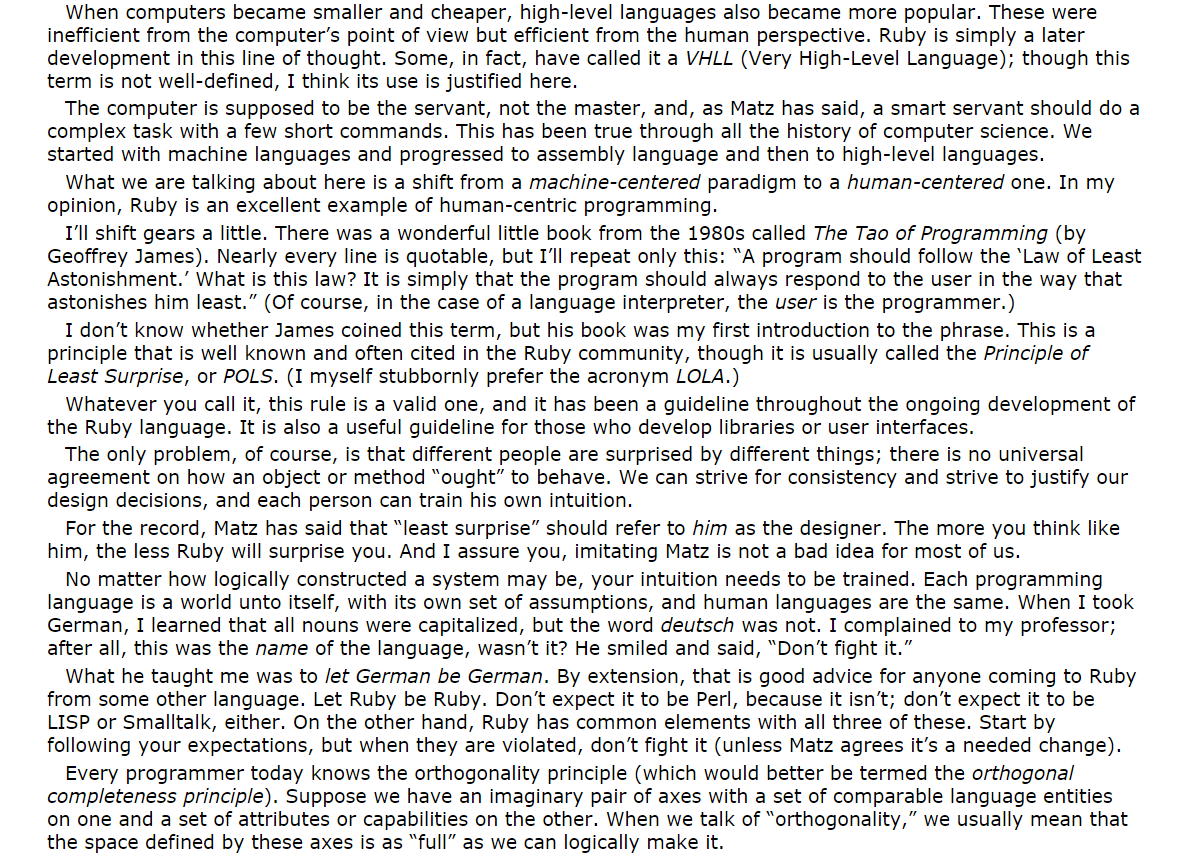 When computers became smaller and cheaper, high-level languages also became more popular. These were
inefficient from the computer’s point of view but efficient from the human perspective. Ruby is simply a later
development in this line of thought. Some, in fact, have called it a VHLL (Very High-Level Language); though this
term is not well-defined, I think its use is justified here.
The computer is supposed to be the servant, not the master, and, as Matz has said, a smart servant should do a
complex task with a few short commands. This has been true through all the history of computer science. We
started with machine languages and progressed to assembly language and then to high-level languages.
What we are talking about here is a shift from a machine-centered paradigm to a human-centered one. In my
opinion, Ruby is an excellent example of human-centric programming.
I’ll shift gears a little. There was a wonderful little book from the 1980s called The Tao of Programming (by
Geoffrey James). Nearly every line is quotable, but I’ll repeat only this: “A program should follow the ‘Law of Least
Astonishment.’ What is this law? It is simply that the program should always respond to the user in the way that
astonishes him least.” (Of course, in the case of a language interpreter, the user is the programmer.)
I don’t know whether James coined this term, but his book was my first introduction to the phrase. This is a
principle that is well known and often cited in the Ruby community, though it is usually called the Principle of
Least Surprise, or POLS. (I myself stubbornly prefer the acronym LOLA.)
Whatever you call it, this rule is a valid one, and it has been a guideline throughout the ongoing development of
the Ruby language. It is also a useful guideline for those who develop libraries or user interfaces.
The only problem, of course, is that different people are surprised by different things; there is no universal
agreement on how an object or method “ought” to behave. We can strive for consistency and strive to justify our
design decisions, and each person can train his own intuition.
For the record, Matz has said that “least surprise” should refer to him as the designer. The more you think like
him, the less Ruby will surprise you. And I assure you, imitating Matz is not a bad idea for most of us.
No matter how logically constructed a system may be, your intuition needs to be trained. Each programming
language is a world unto itself, with its own set of assumptions, and human languages are the same. When I took
German, I learned that all nouns were capitalized, but the word deutsch was not. I complained to my professor;
after all, this was the name of the language, wasn’t it? He smiled and said, “Don’t fight it.”
What he taught me was to let German be German. By extension, that is good advice for anyone coming to Ruby
from some other language. Let Ruby be Ruby. Don’t expect it to be Perl, because it isn’t; don’t expect it to be
LISP or Smalltalk, either. On the other hand, Ruby has common elements with all three of these. Start by
following your expectations, but when they are violated, don’t fight it (unless Matz agrees it’s a needed change).
Every programmer today knows the orthogonality principle (which would better be termed the orthogonal
completeness principle). Suppose we have an imaginary pair of axes with a set of comparable language entities
on one and a set of attributes or capabilities on the other. When we talk of “orthogonality,” we usually mean that
the space defined by these axes is as “full” as we can logically make it.